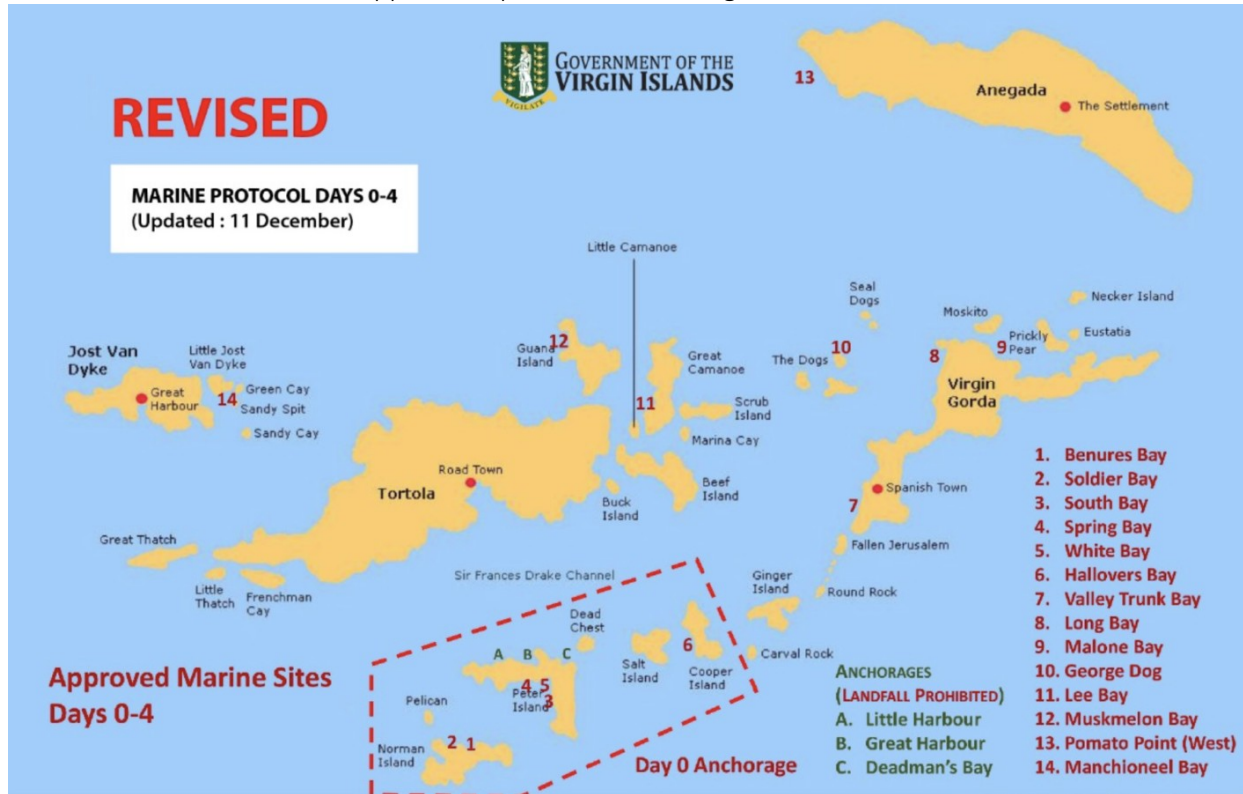 GOVERNMENT OF THE
VIRGIN ISLANDS
VIGILATE
REVISED
MARINE PROTOCOL DAYS 0-4
(Updated : 11 December)
13
Anegada
The Settlement
Little Camanoe
Seal
Dogs
Necker Island
Moskito
Prickly
Pear
Eustatia
9
8
Virgin
Gorda
10
The Dogs
12
Guana
Island
Great
Camanoe
11
Scrub
Island
Marina Cay
Jost Van
Dyke
Little Jost
Van Dyke
Great
Harbour
14
Green Cay
Sandy Spit
Sandy Cay
Road Town
Tortola
Buck
Island
Beef
Island
7
Spanish Town
Fallen Jerusalem
Round Rock
Ginger
Island
Great Thatch
Little
Thatch
Frenchman
Cay
Sir Frances Drake Channel
Dead
Chest
A B C
4 5
Peter
Island
3
Salt
Island
6
Cooper
Island
Carval Rock
Pelican
Norman
Island
2 1
Day 0 Anchorage
Approved Marine Sites
Days 0-4
ANCHORAGES
(LANDFALL PROHIBITED)
A. Little Harbour
B. Great Harbour
C. Deadman's Bay
1. Benures Bay
2. Soldier Bay
3. South Bay
4. Spring Bay
5. White Bay
6. Hallovers Bay
7. Valley Trunk Bay
8. Long Bay
9. Malone Bay
10. George Dog
11. Lee Bay
12. Muskmelon Bay
13. Pomato Point (West)
14. Manchioneel Bay